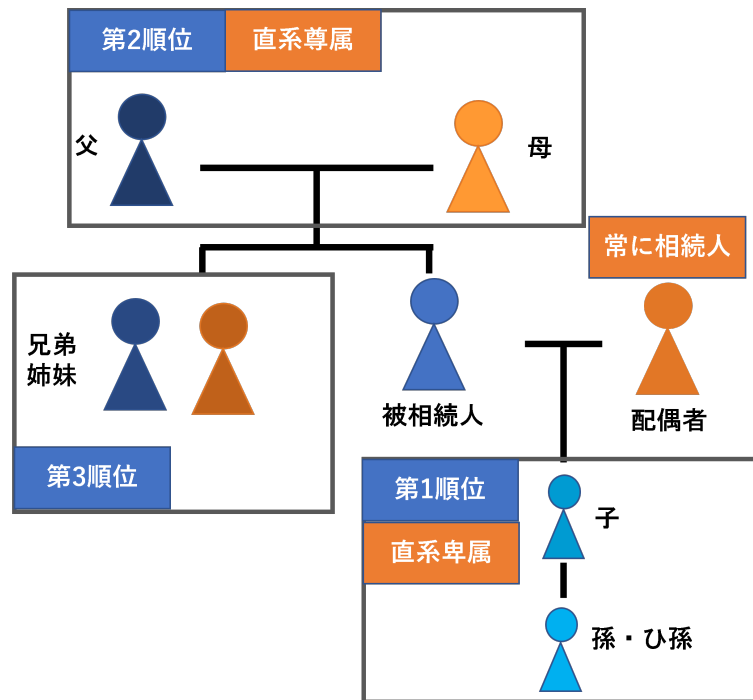 第2順位
直系尊属
父
母
常に相続人
兄弟
姉妹
被相続人
配偶者
第3順位
第1順位
直系卑属
子
孫・ひ孫